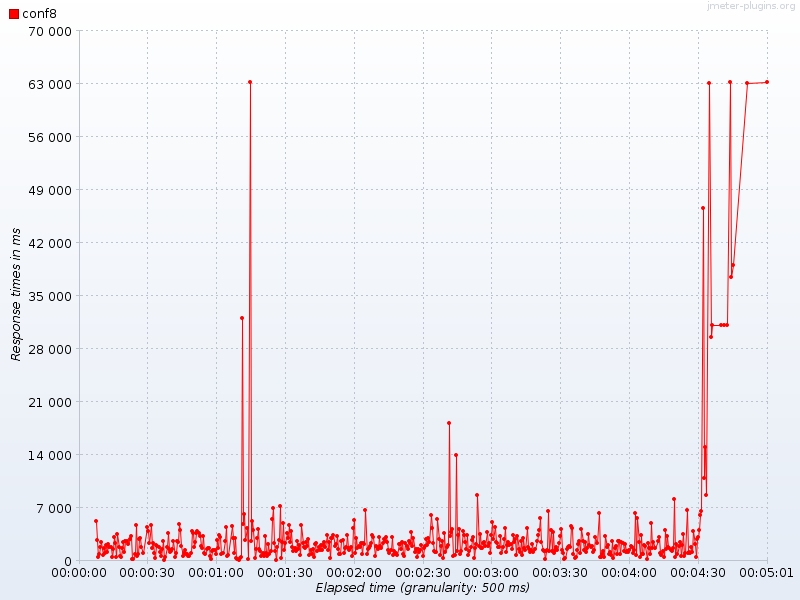 jmeter-plugins.org
conf8
70 000
63 000
56 000
49 000
42 000
35 000
28 000
21 000
14 000
7 000
0
Response times in ms
00:00:00 00:00:30 00:01:00 00:01:30 00:02:00 00:02:30 00:03:00 00:03:30 00:04:00 00:04:30 00:05:01
Elapsed time (granularity: 500 ms)